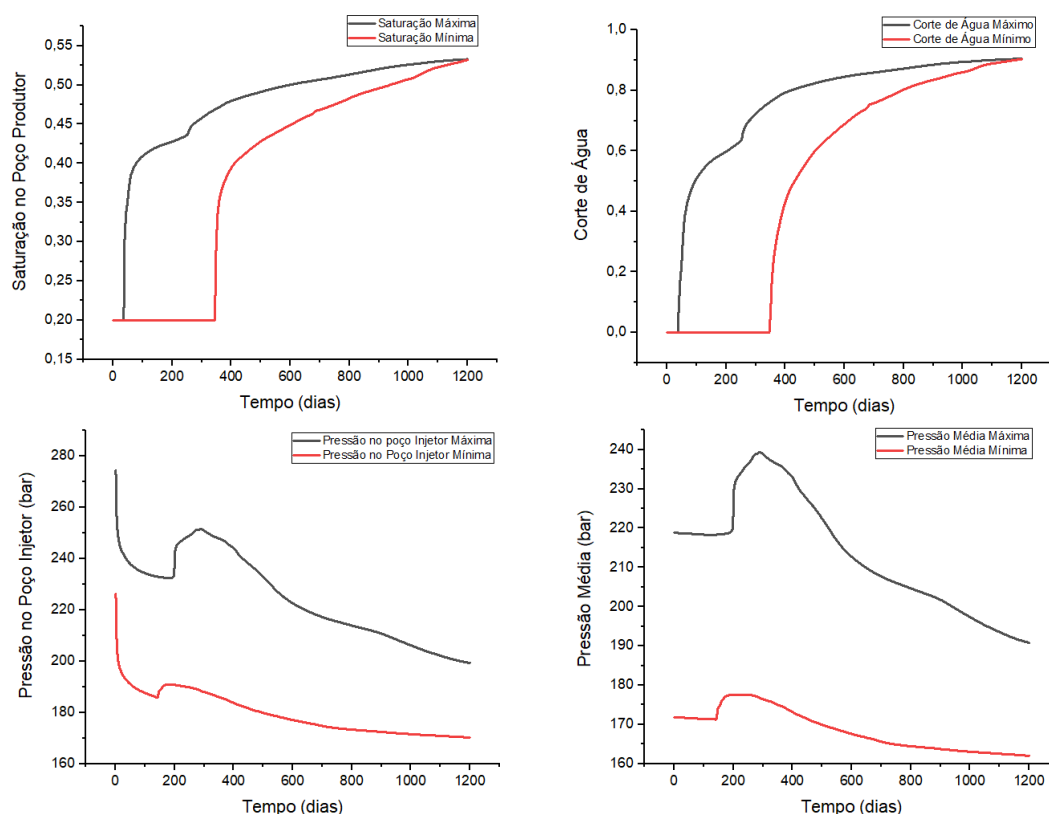 Saturação Máxima
Saturação Mínima
Saturação no Poço Produtor
0,55
0,50
0,45
0,40
0,35
0,30
0,25
0,20
0,15
0 200 400 600 800 1000 1200
Tempo (dias)
Corte de Água Máximo
Corte de Água Mínimo
Corte de Água
1,0
0,8
0,6
0,4
0,2
0,0
0 200 400 600 800 1000 1200
Tempo (dias)
Pressão no poço Injetor Máxima
Pressão no Poço Injetor Mínima
Pressão no Poço Injetor (bar)
280
260
240
220
200
180
160
0 200 400 600 800 1000 1200
Tempo (dias)
Pressão Média Máxima
Pressão Média Mínima
Pressão Média (bar)
240
230
220
210
200
190
180
170
160
0 200 400 600 800 1000 1200
Tempo (dias)